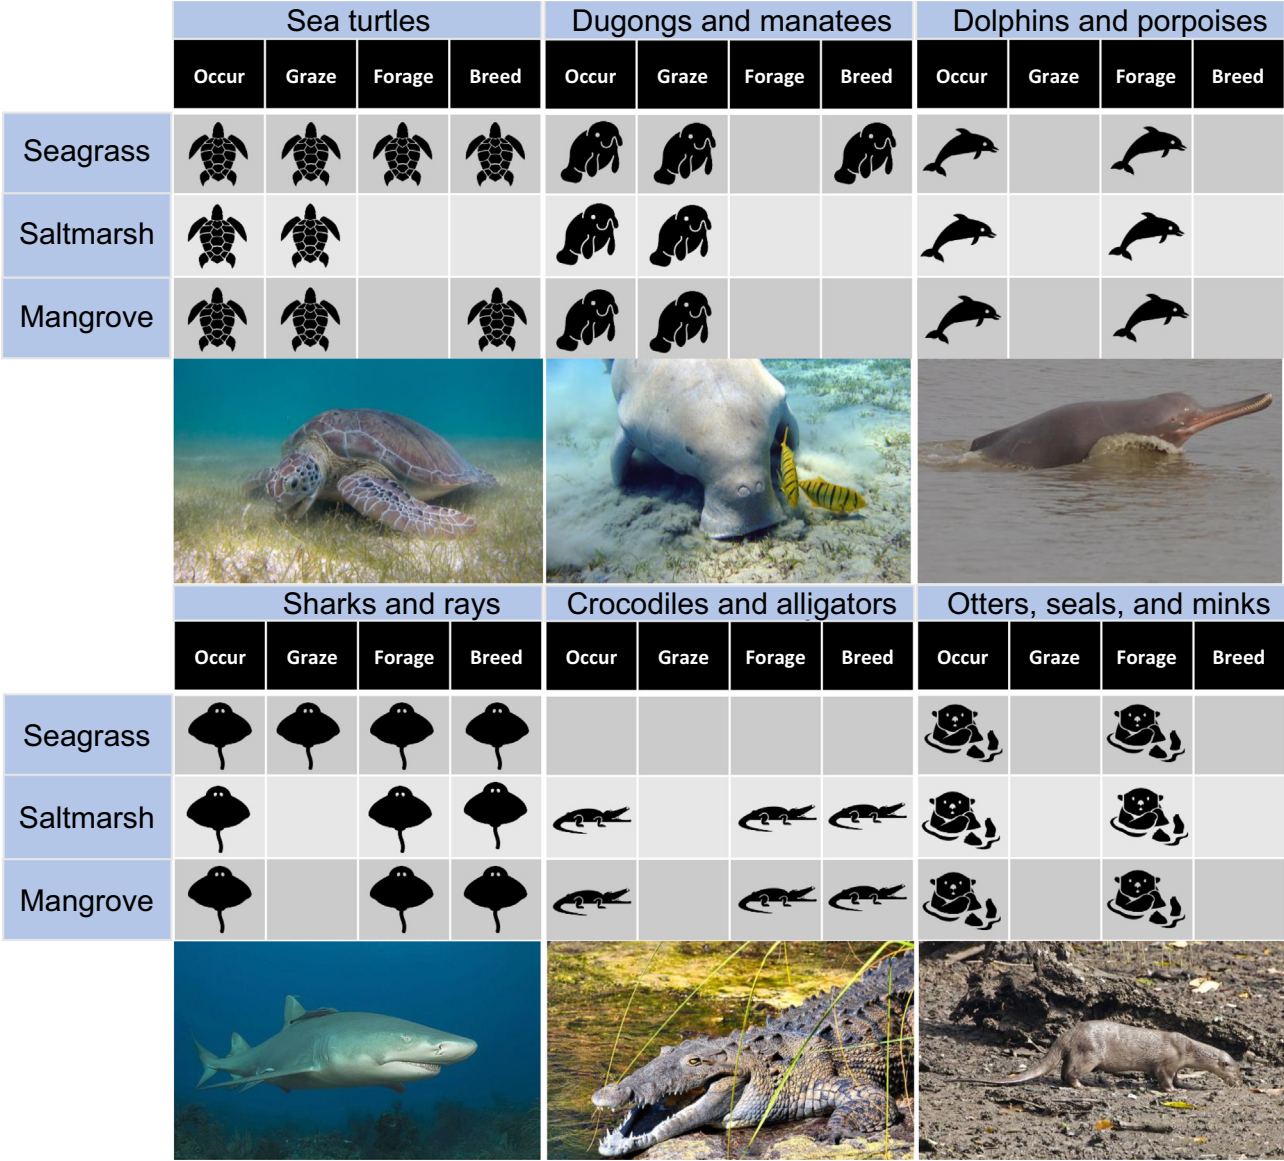 Sea turtles Dugongs and manatees Dolphins and porpoises
Occur Graze Forage Breed Occur Graze Forage Breed Occur Graze Forage Breed
Seagrass
Saltmarsh
Mangrove
Sharks and rays Crocodiles and alligators Otters, seals, and minks
Occur Graze Forage Breed Occur Graze Forage Breed Occur Graze Forage Breed
Seagrass
Saltmarsh
Mangrove